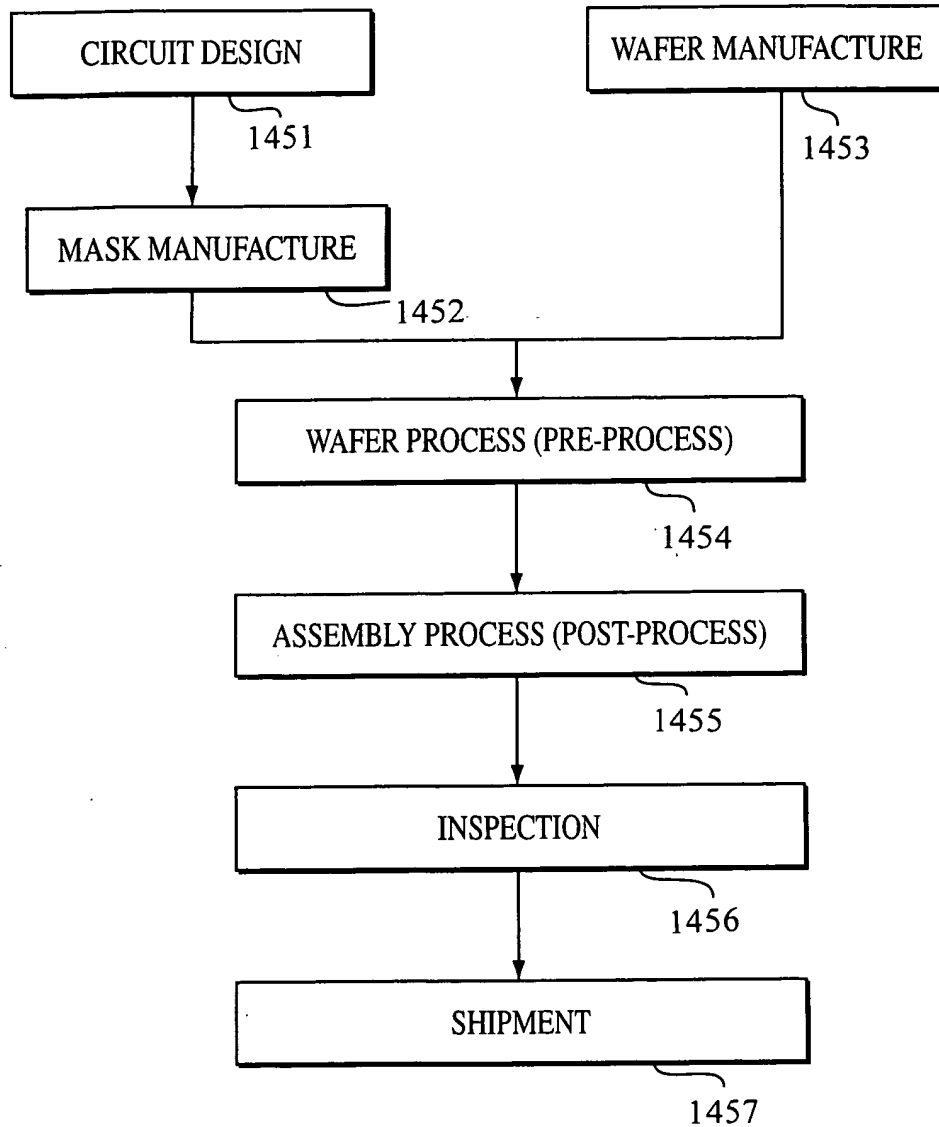 CIRCUIT DESIGN
1451
WAFER MANUFACTURE
1453
MASK MANUFACTURE
1452
WAFER PROCESS (PRE-PROCESS)
1454
ASSEMBLY PROCESS (POST-PROCESS)
1455
INSPECTION
1456
SHIPMENT
1457